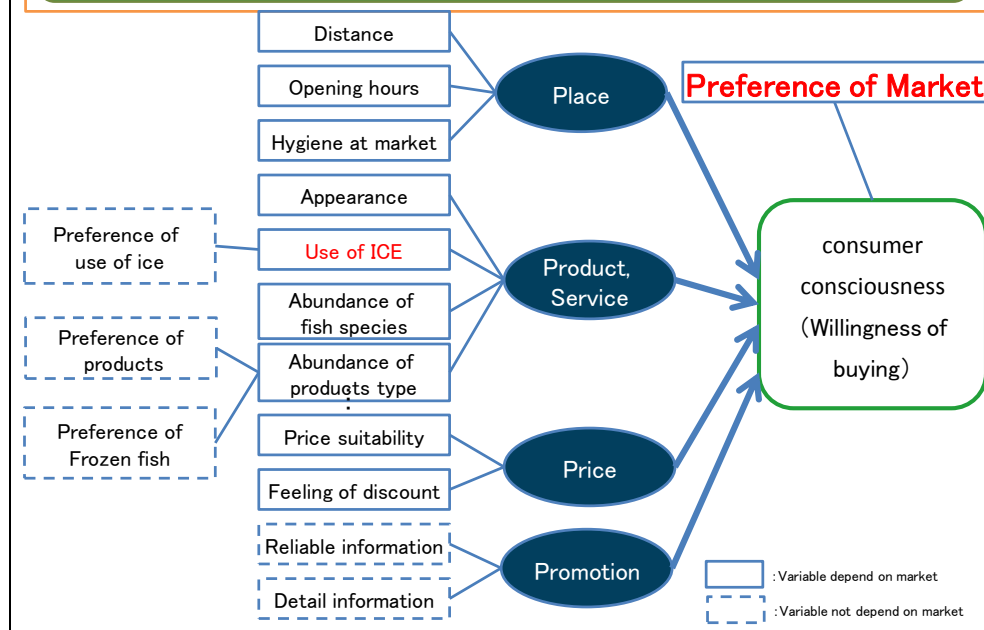 Distance
Opening hours
Hygiene at market
Place
Preference of Market
Appearance
Preference of
use of ice
Use of ICE
Abundance of
fish species
Product,
Service
Preference of
products
Abundance of
products type
:
Preference of
Frozen fish
Price suitability
Feeling of discount
Price
Reliable information
Detail information
Promotion
consumer
consciousness
(Willingness of
buying)
:Variable depend on market
:Variable not depend on market